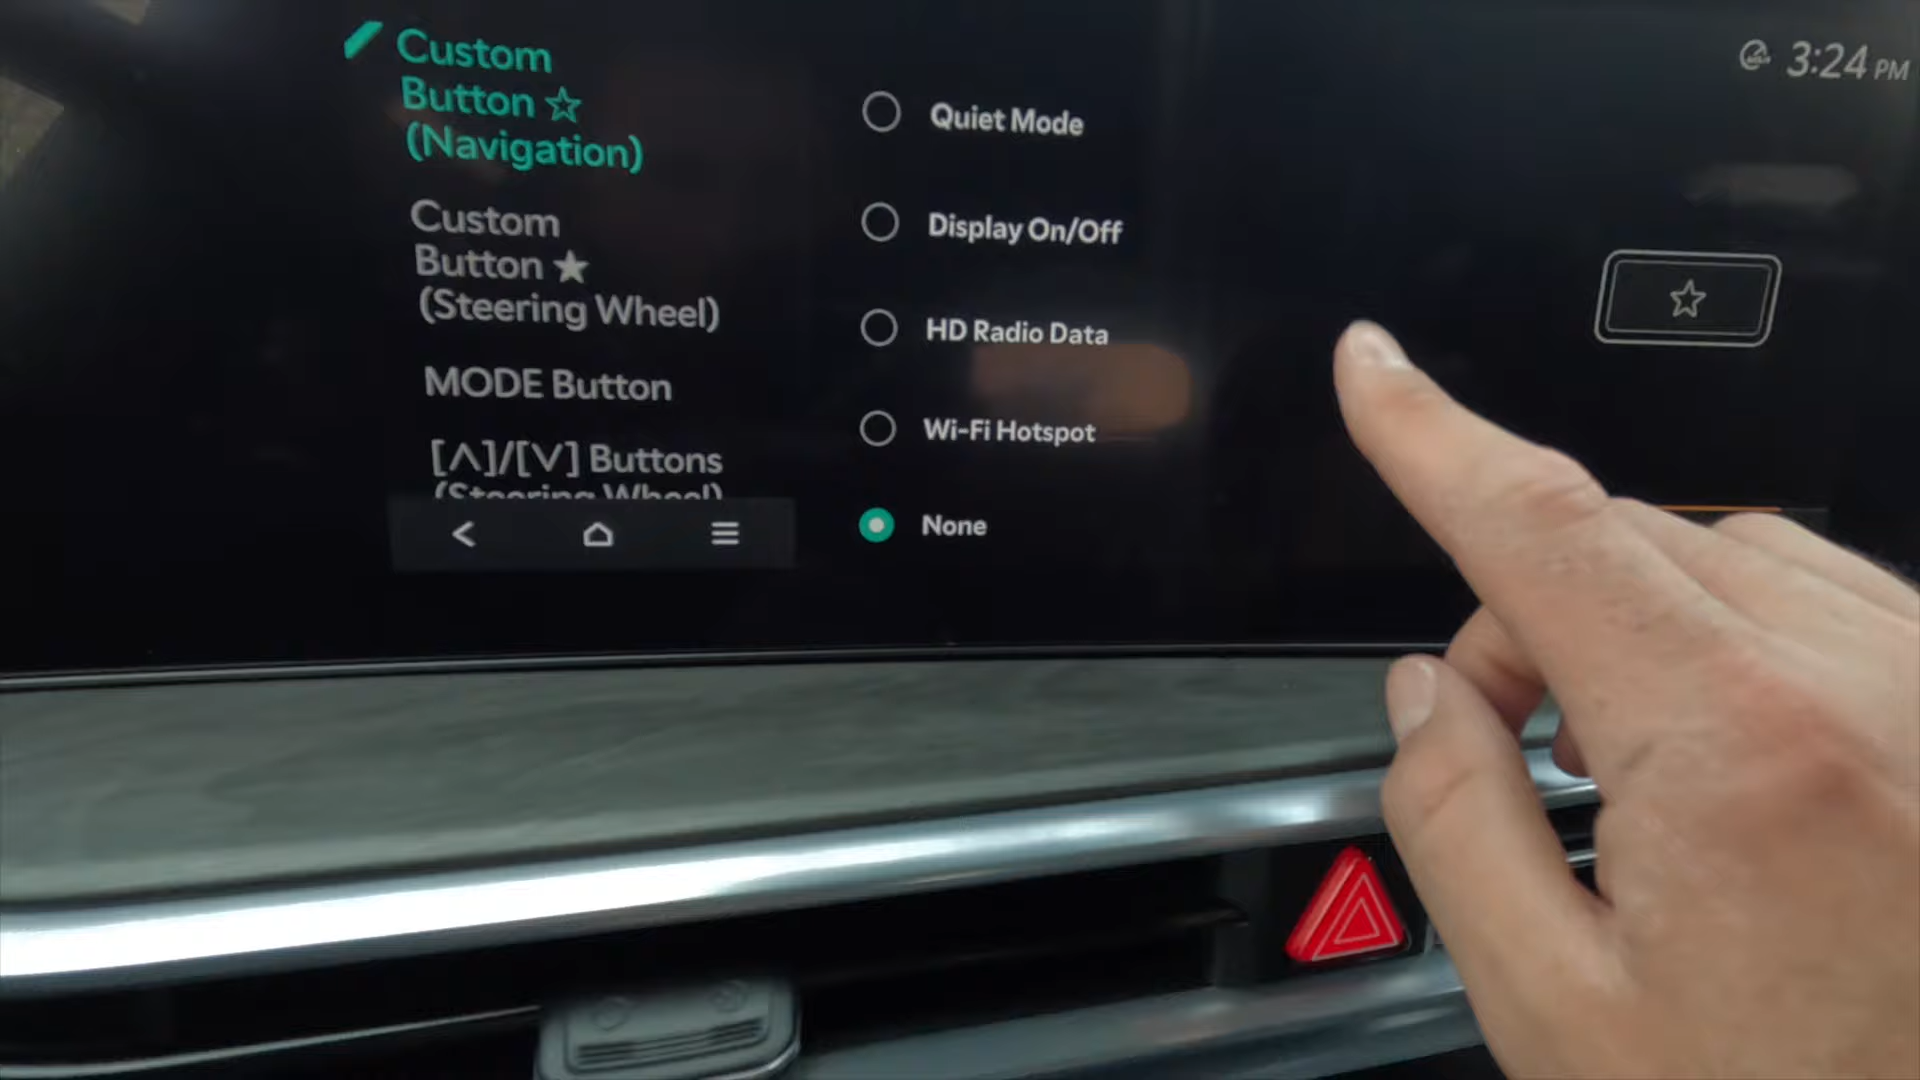 Custom
Button ☆
(Navigation)
Custom
Button ★
(Steering Wheel)
MODE Button
[∧]/[∨] Buttons
(Steering Wheel)
Quiet Mode
Display On/Off
HD Radio Data
Wi-Fi Hotspot
None
3:24 PM